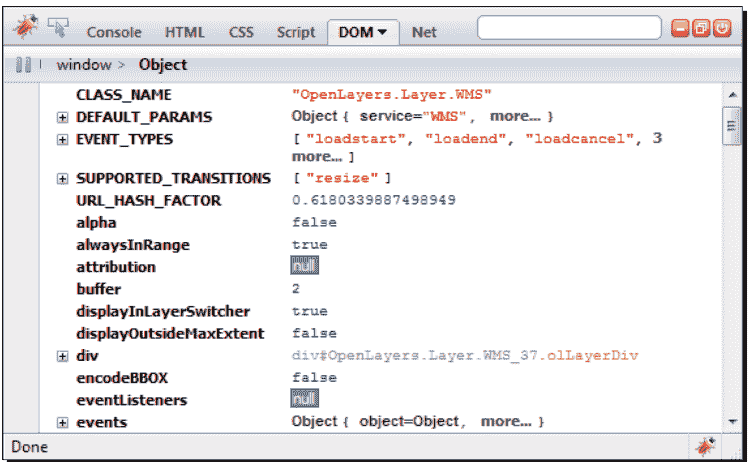 Console HTML CSS Script DOM Net
window > Object
CLASS_NAME "OpenLayers.Layer.WMS"
DEFAULT_PARAMS Object { service="WMS", more... }
EVENT_TYPES [ "loadstart", "loadend", "loadcancel", 3
more... ]
SUPPORTED_TRANSITIONS [ "resize" ]
URL_HASH_FACTOR 0.6180339887498949
alpha false
alwaysInRange true
attribution null
buffer 2
displayInLayerSwitcher true
displayOutsideMaxExtent false
div div#OpenLayers.Layer.WMS_37.olLayerDiv
encodeBBOX false
eventListeners null
events Object { object=Object, more... }
Done